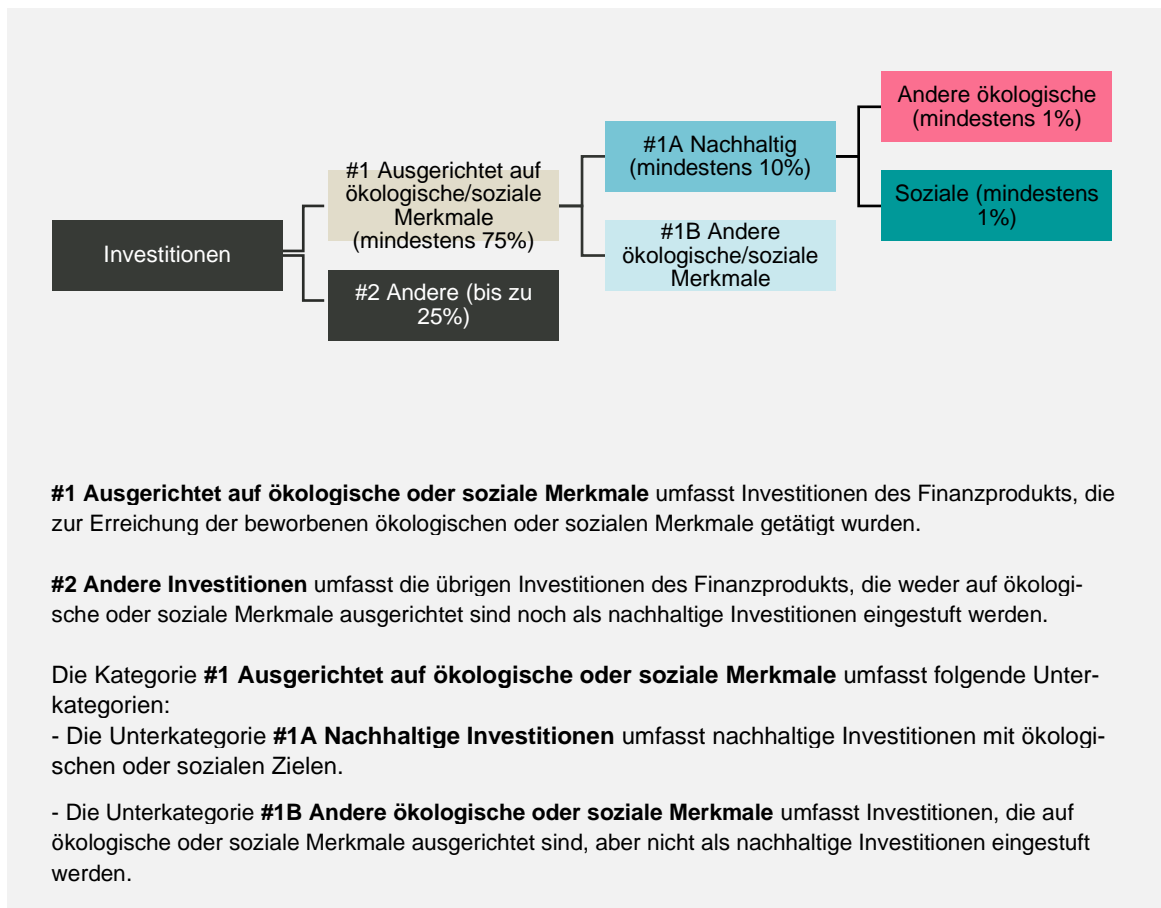 Investitionen
#1 Ausgerichtet auf
ökologische/soziale
Merkmale
(mindestens 75%)
#2 Andere (bis zu
25%)
#1A Nachhaltig
(mindestens 10%)
#1B Andere
ökologische/soziale
Merkmale
Andere ökologische
(mindestens 1%)
Soziale (mindestens
1%)
#1 Ausgerichtet auf ökologische oder soziale Merkmale umfasst Investitionen des Finanzprodukts, die
zur Erreichung der beworbenen ökologischen oder sozialen Merkmale getätigt wurden.
#2 Andere Investitionen umfasst die übrigen Investitionen des Finanzprodukts, die weder auf ökologi-
sche oder soziale Merkmale ausgerichtet sind noch als nachhaltige Investitionen eingestuft werden.
Die Kategorie #1 Ausgerichtet auf ökologische oder soziale Merkmale umfasst folgende Unter-
kategorien:
- Die Unterkategorie #1A Nachhaltige Investitionen umfasst nachhaltige Investitionen mit ökologi-
schen oder sozialen Zielen.
- Die Unterkategorie #1B Andere ökologische oder soziale Merkmale umfasst Investitionen, die auf
ökologische oder soziale Merkmale ausgerichtet sind, aber nicht als nachhaltige Investitionen eingestuft
werden.